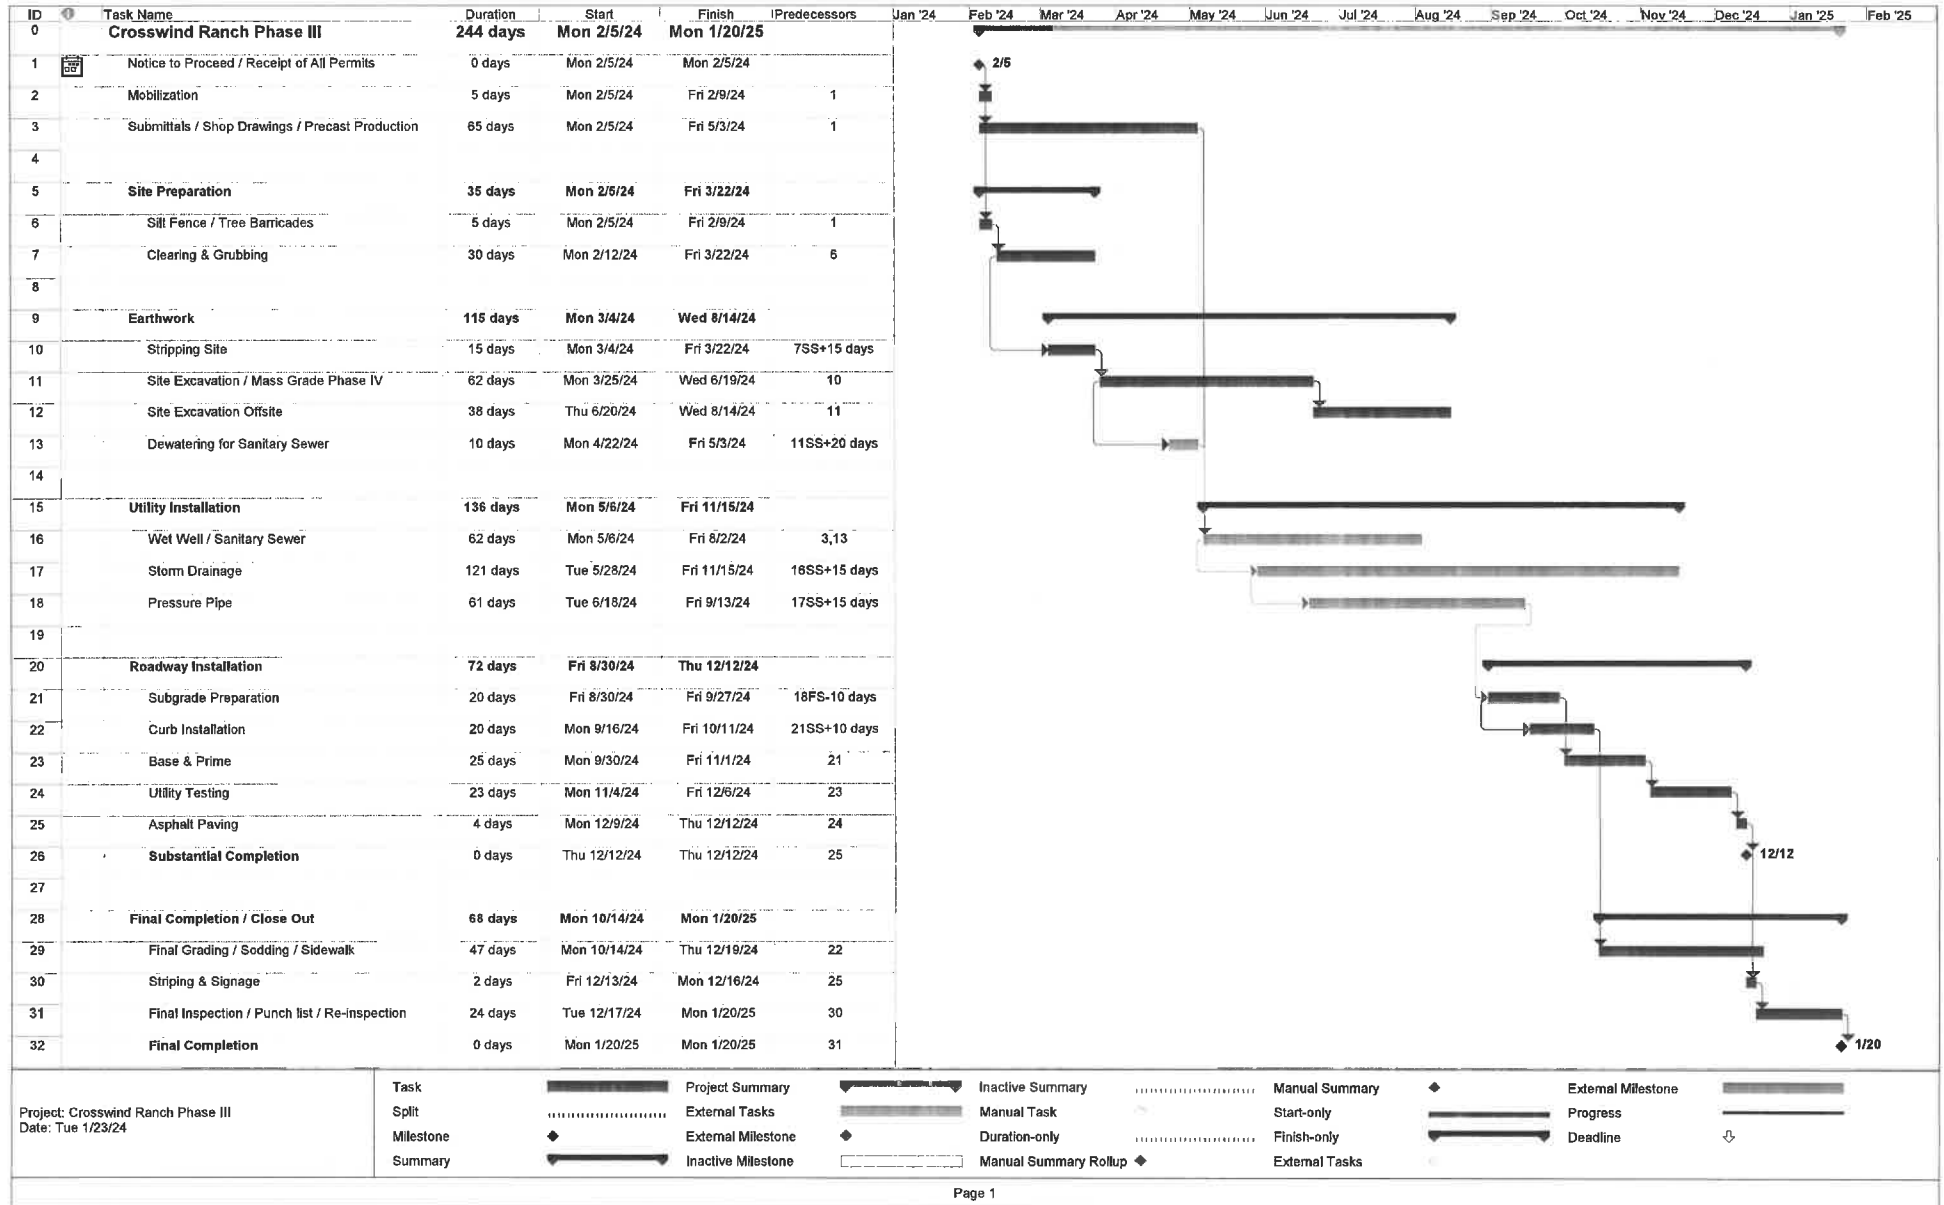 ID Task Name Duration Start Finish Predecessors Jan '24 Feb '24 Mar '24 Apr '24 May '24 Jun '24 Jul '24 Aug '24 Sep '24 Oct '24 Nov '24 Dec '24 Jan '25 Feb '25
0 Crosswind Ranch Phase III 244 days Mon 2/5/24 Mon 1/20/25
1 Notice to Proceed / Receipt of All Permits 0 days Mon 2/5/24 Mon 2/5/24 2/5
2 Mobilization 5 days Mon 2/5/24 Fri 2/9/24 1
3 Submittals / Shop Drawings / Precast Production 65 days Mon 2/5/24 Fri 5/3/24 1
4
5 Site Preparation 35 days Mon 2/5/24 Fri 3/22/24
6 Silt Fence / Tree Barricades 5 days Mon 2/5/24 Fri 2/9/24 1
7 Clearing & Grubbing 30 days Mon 2/12/24 Fri 3/22/24 6
8
9 Earthwork 115 days Mon 3/4/24 Wed 8/14/24
10 Stripping Site 15 days Mon 3/4/24 Fri 3/22/24 7SS+15 days
11 Site Excavation / Mass Grade Phase IV 62 days Mon 3/25/24 Wed 6/19/24 10
12 Site Excavation Offsite 38 days Thu 6/20/24 Wed 8/14/24 11
13 Dewatering for Sanitary Sewer 10 days Mon 4/22/24 Fri 5/3/24 11SS+20 days
14
15 Utility Installation 136 days Mon 5/6/24 Fri 11/15/24
16 Wet Well / Sanitary Sewer 62 days Mon 5/6/24 Fri 8/2/24 3,13
17 Storm Drainage 121 days Tue 5/28/24 Fri 11/15/24 16SS+15 days
18 Pressure Pipe 61 days Tue 6/18/24 Fri 9/13/24 17SS+15 days
19
20 Roadway Installation 72 days Fri 8/30/24 Thu 12/12/24
21 Subgrade Preparation 20 days Fri 8/30/24 Fri 9/27/24 18FS-10 days
22 Curb Installation 20 days Mon 9/16/24 Fri 10/11/24 21SS+10 days
23 Base & Prime 25 days Mon 9/30/24 Fri 11/1/24 21
24 Utility Testing 23 days Mon 11/4/24 Fri 12/6/24 23
25 Asphalt Paving 4 days Mon 12/9/24 Thu 12/12/24 24
26 Substantial Completion 0 days Thu 12/12/24 Thu 12/12/24 25 12/12
27
28 Final Completion / Close Out 68 days Mon 10/14/24 Mon 1/20/25
29 Final Grading / Sodding / Sidewalk 47 days Mon 10/14/24 Thu 12/19/24 22
30 Striping & Signage 2 days Fri 12/13/24 Mon 12/16/24 25
31 Final Inspection / Punch list / Re-inspection 24 days Tue 12/17/24 Mon 1/20/25 30
32 Final Completion 0 days Mon 1/20/25 Mon 1/20/25 31 1/20
Project: Crosswind Ranch Phase III
Date: Tue 1/23/24
Task Project Summary Inactive Summary Manual Summary External Milestone
Split External Tasks Manual Task Start-only Progress
Milestone External Milestone Duration-only Finish-only Deadline
Summary Inactive Milestone Manual Summary Rollup External Tasks
Page 1